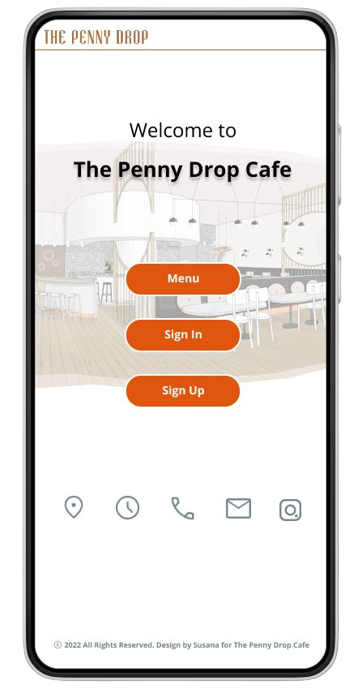 THE PENNY DROP
Welcome to
The Penny Drop Cafe
Menu
Sign In
Sign Up
© 2022 All Rights Reserved. Design by Susana for The Penny Drop Cafe